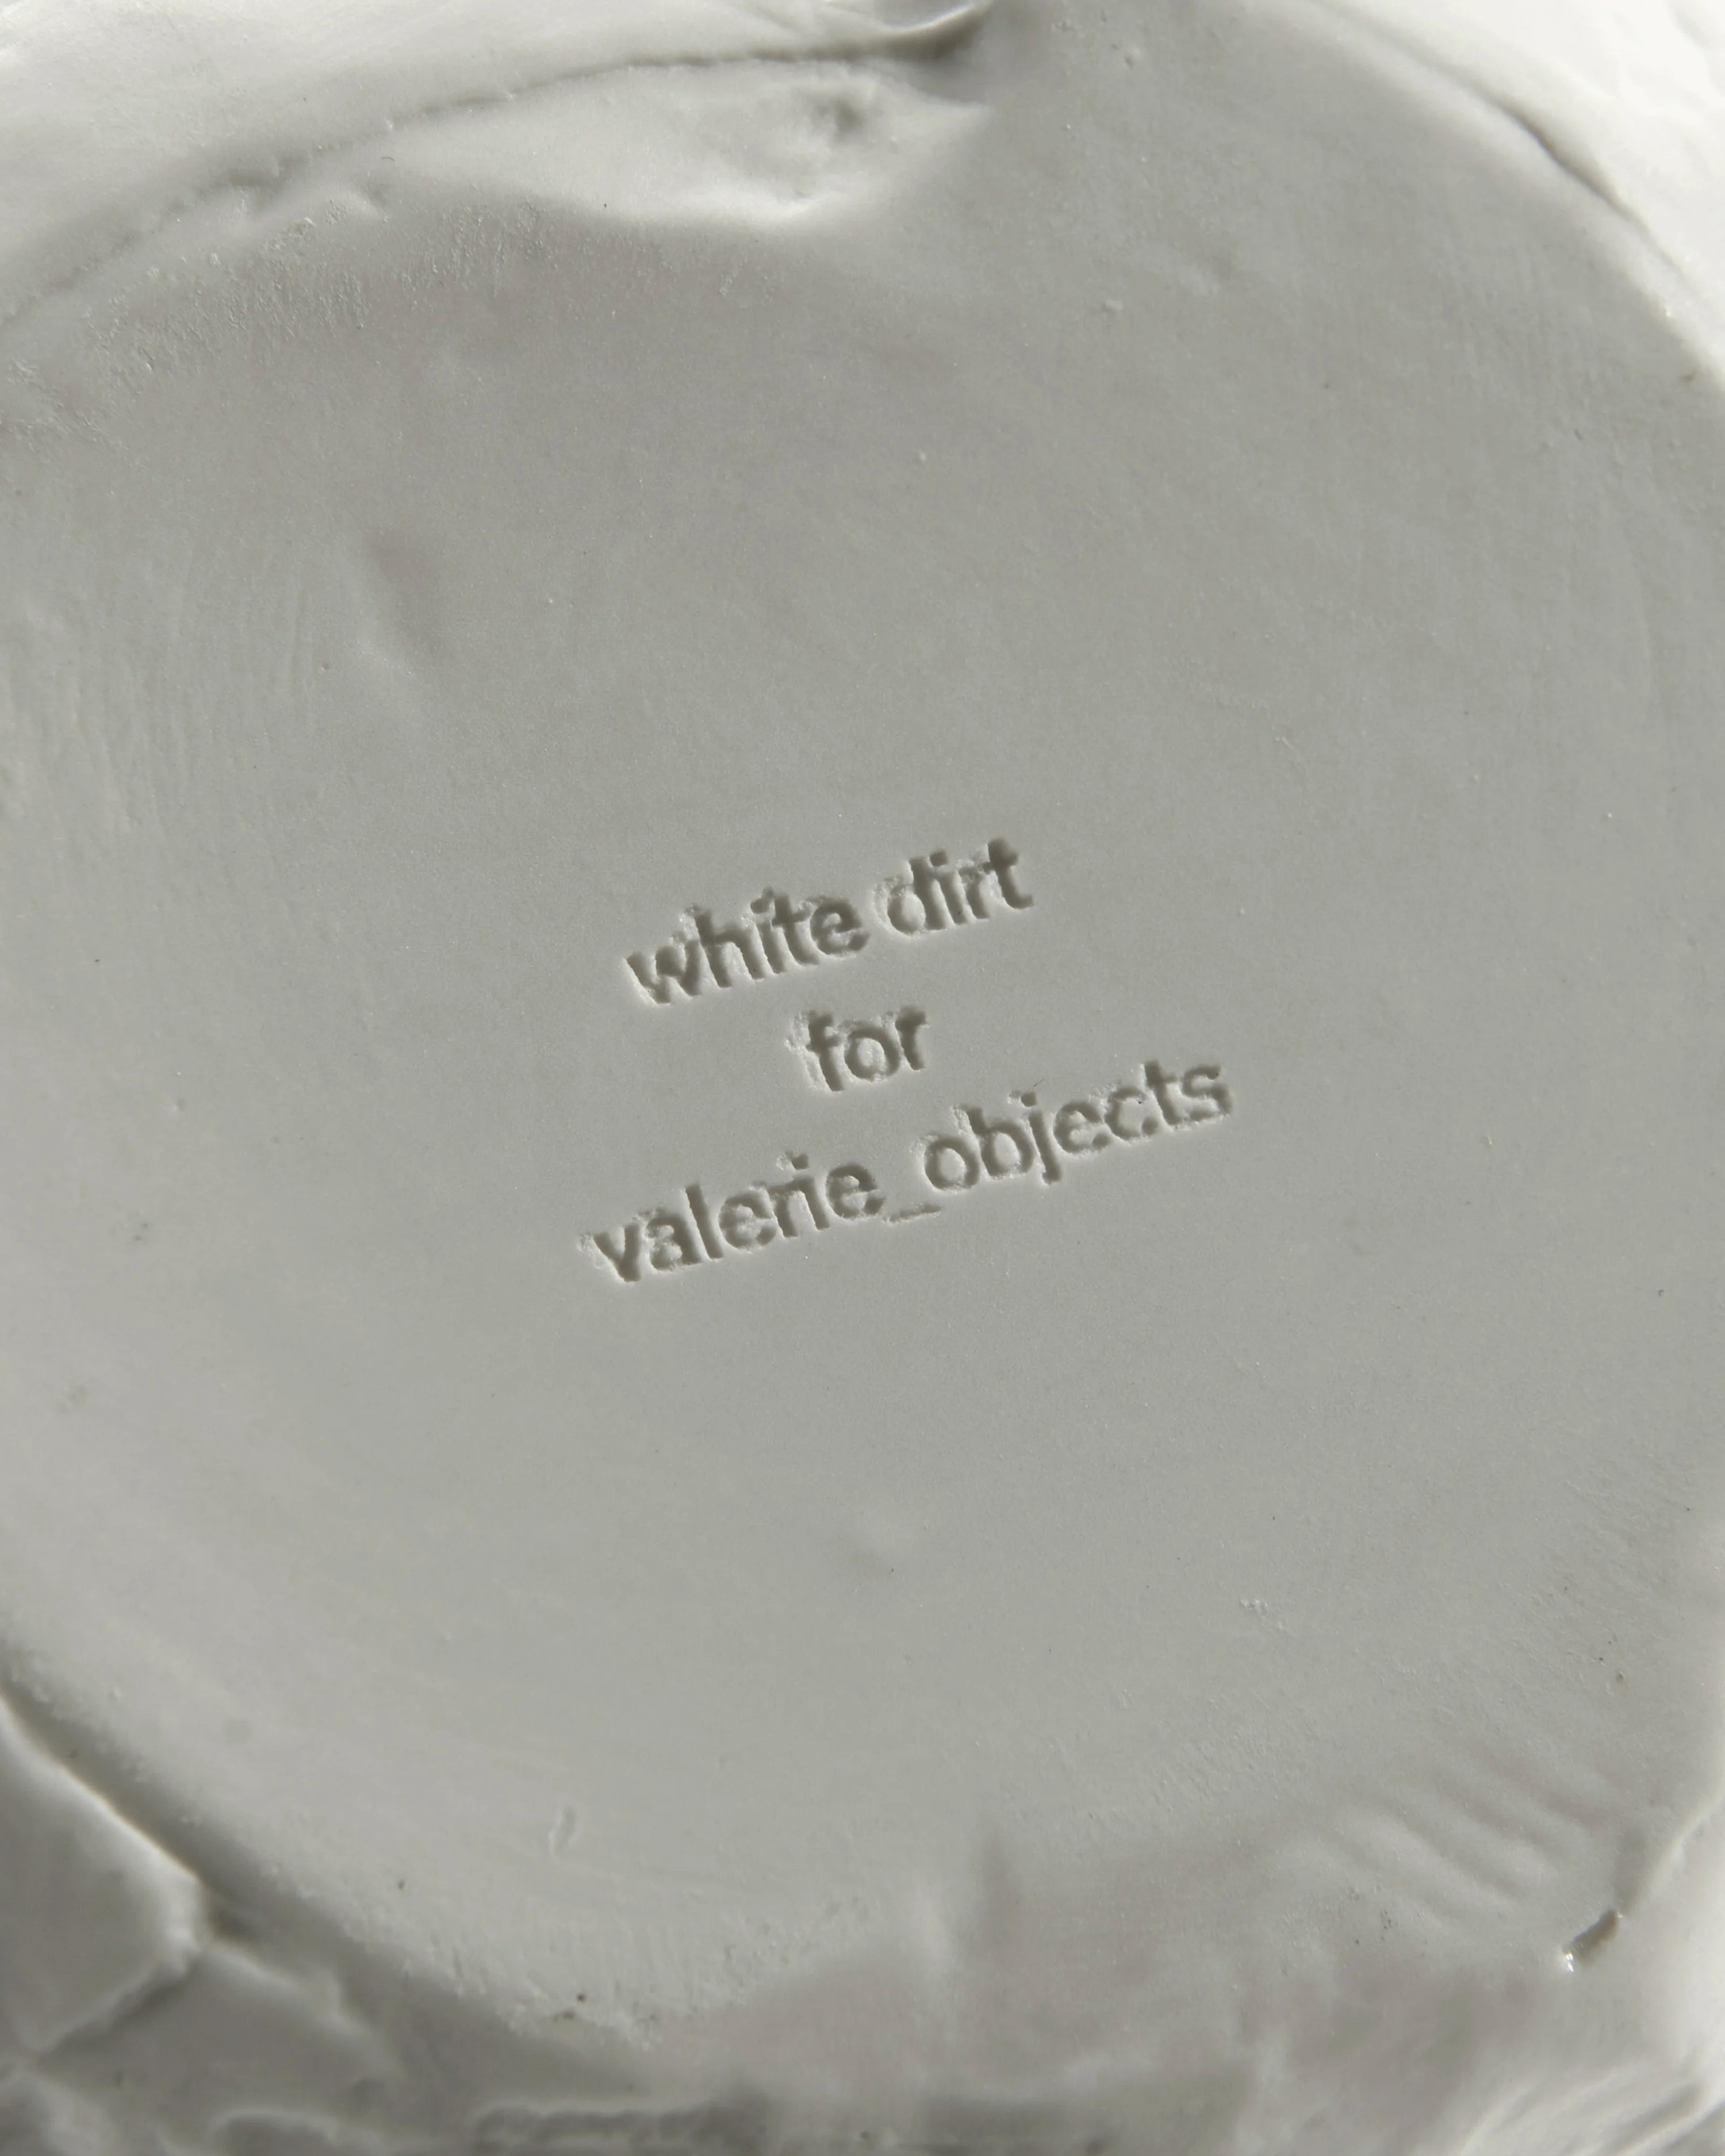 white dirt
for
valerie_objects